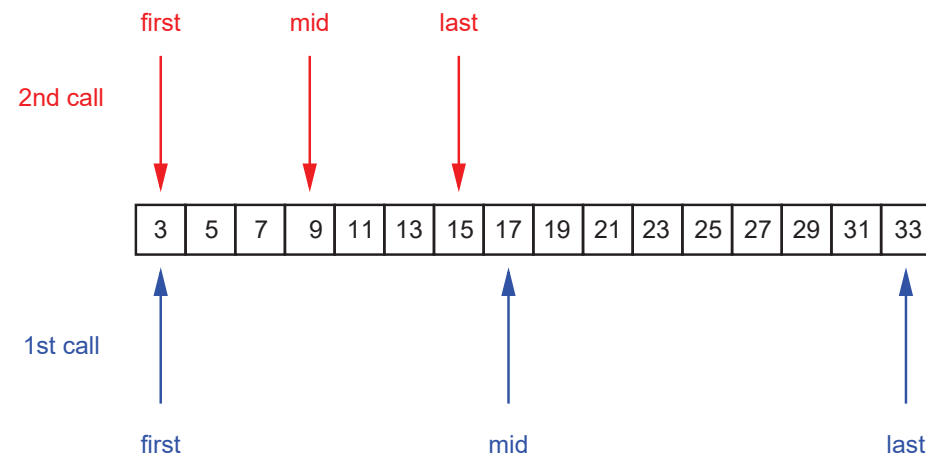 first mid last
2nd call
3 5 7 9 11 13 15 17 19 21 23 25 27 29 31 33
1st call
first mid last